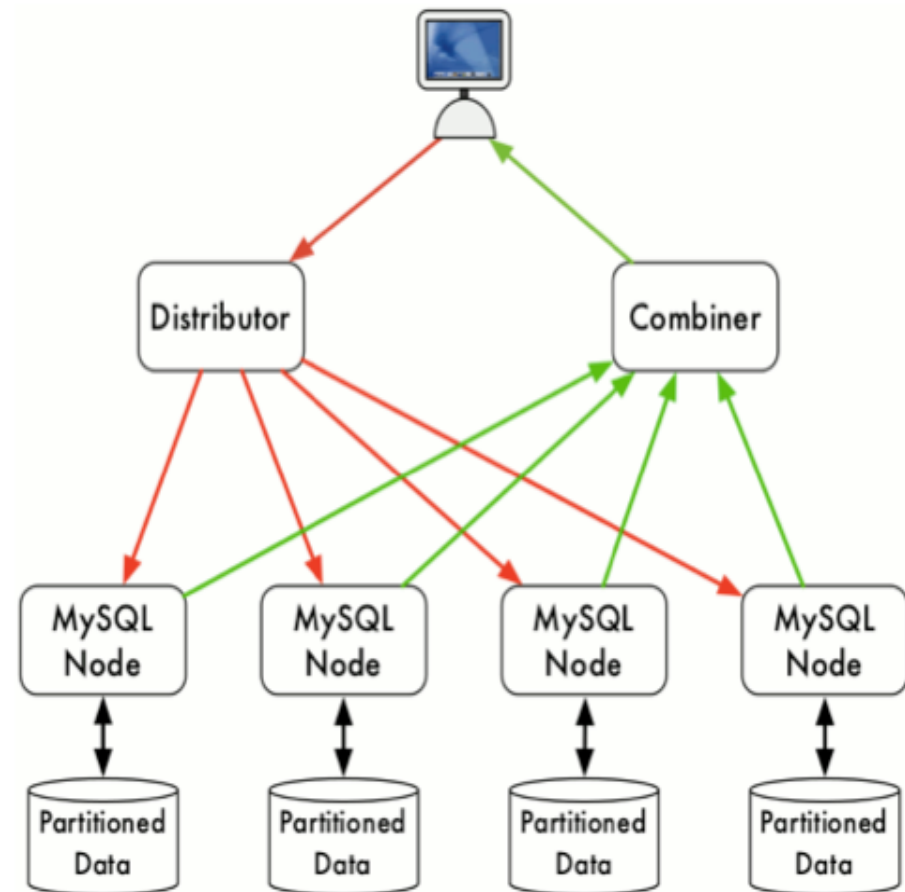 Distributor
Combiner
MySQL
Node
MySQL
Node
MySQL
Node
MySQL
Node
Partitioned
Data
Partitioned
Data
Partitioned
Data
Partitioned
Data